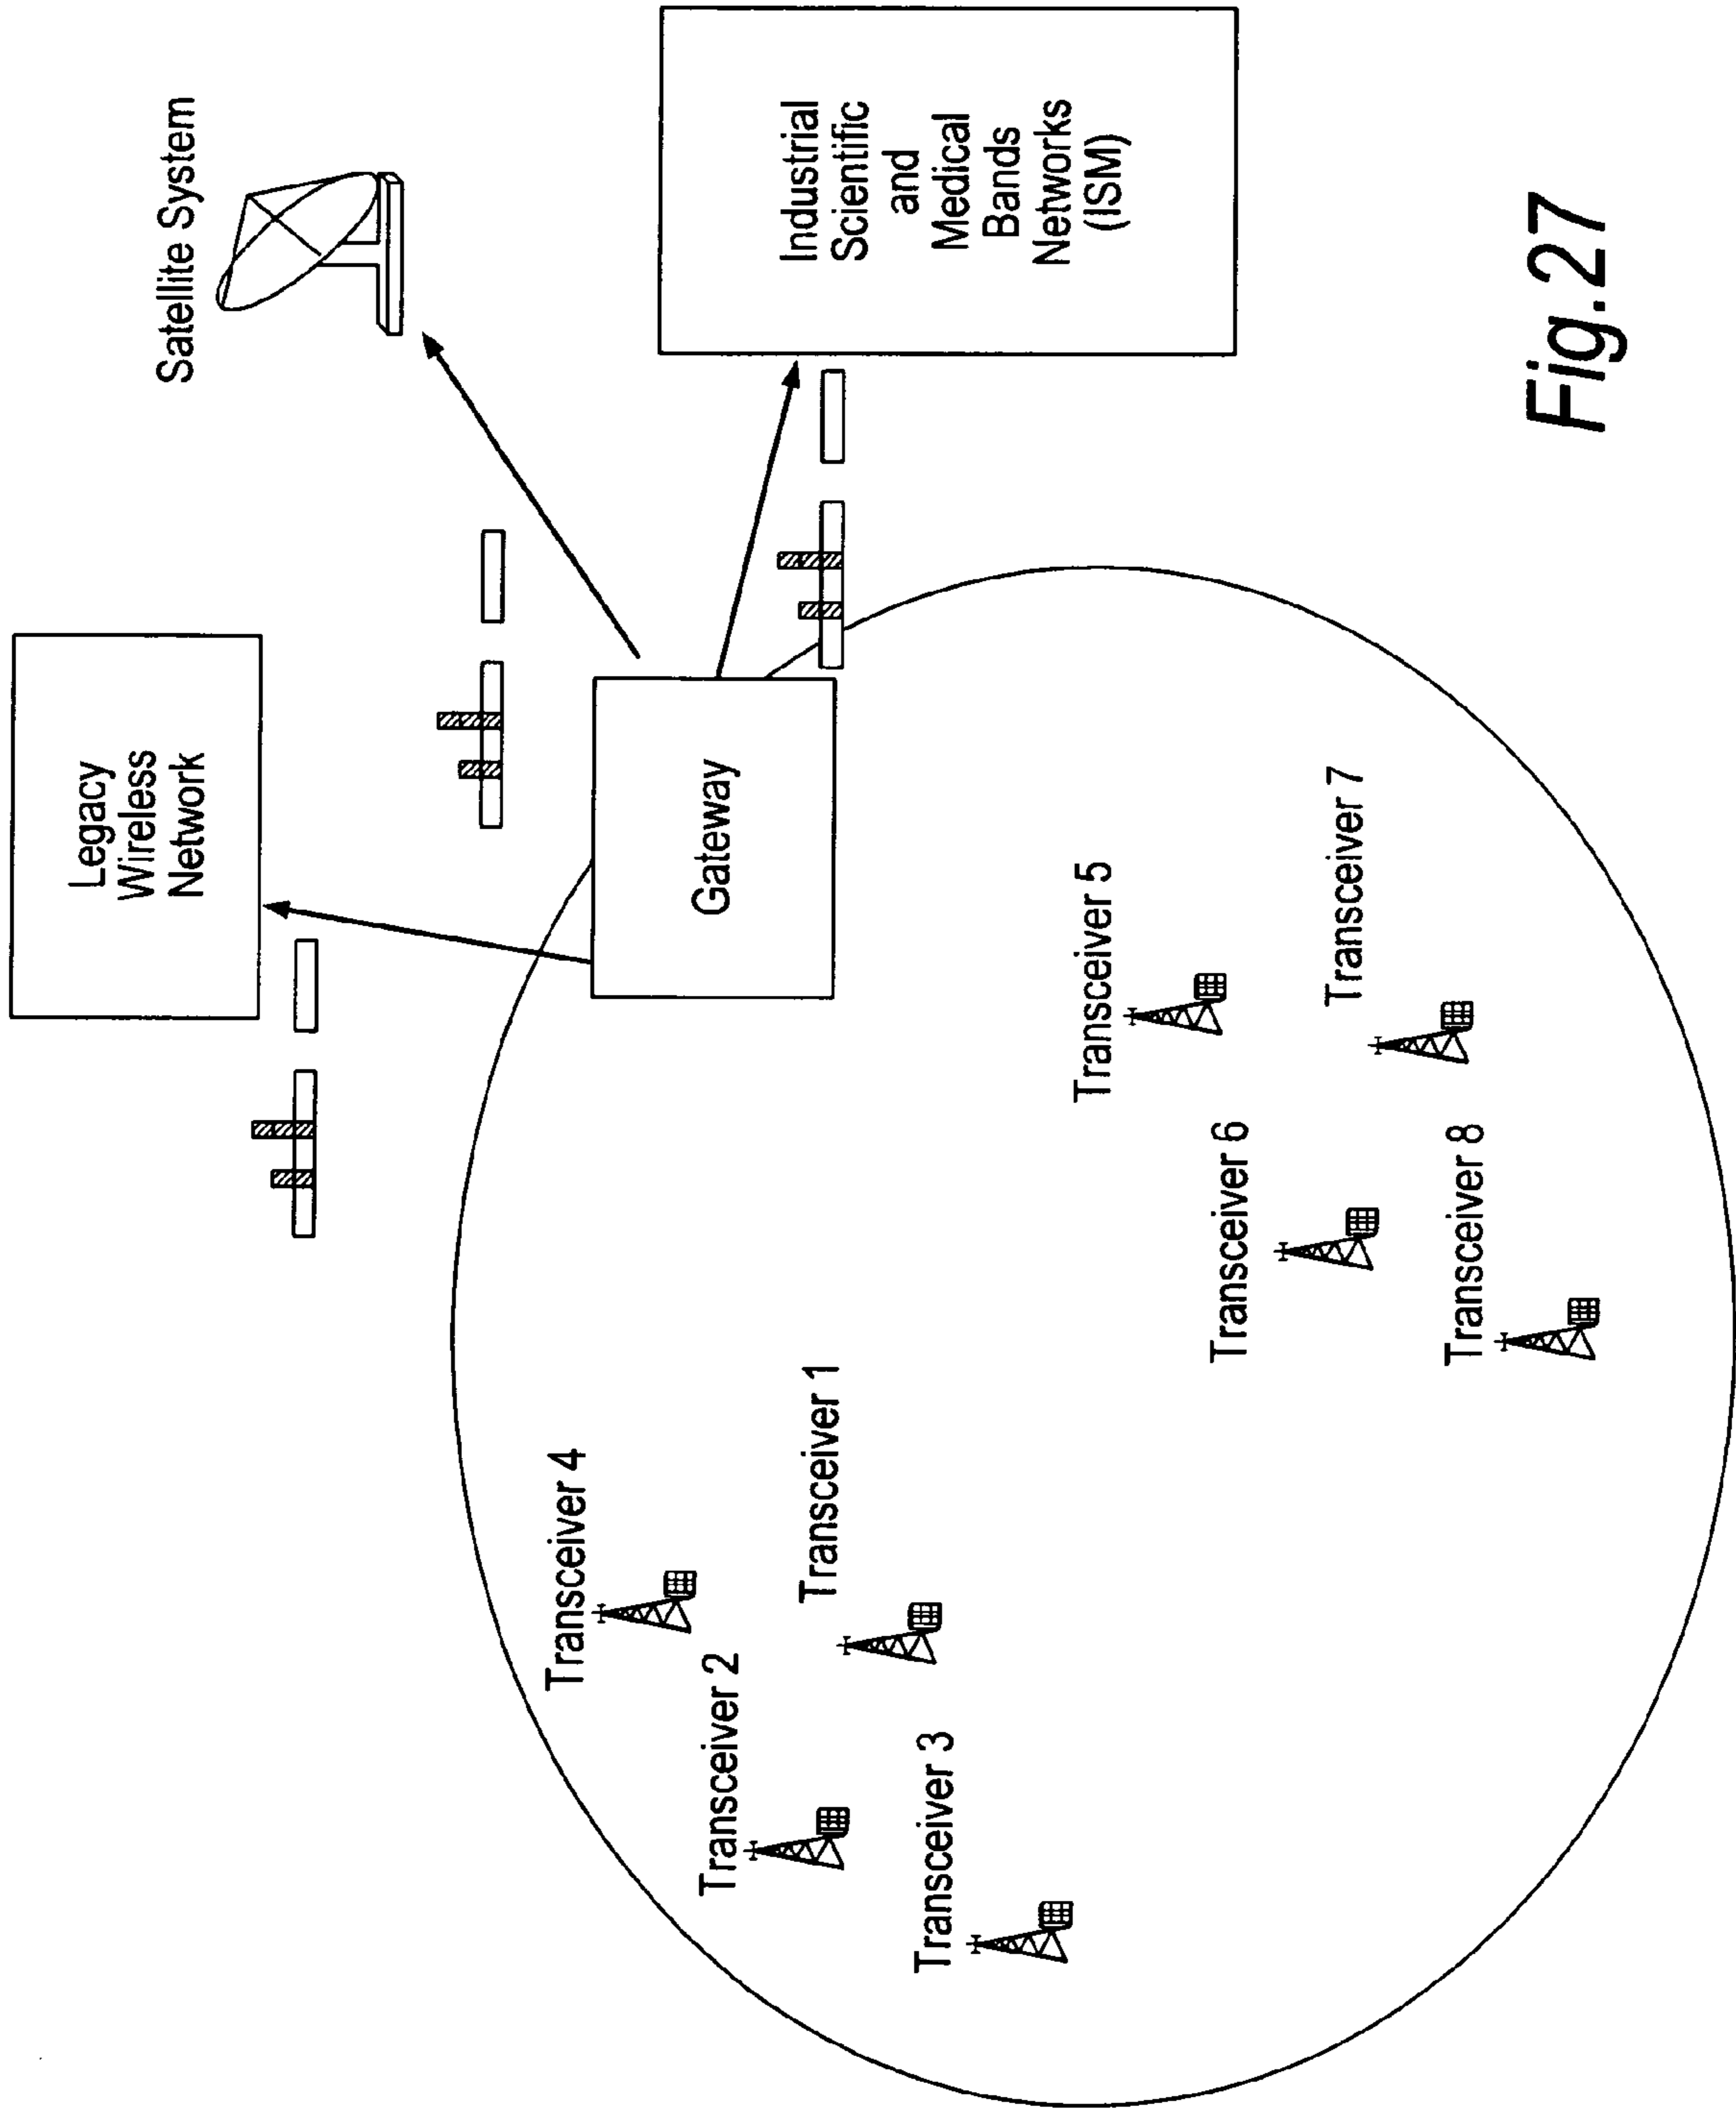 Legacy
Wireless
Network
Satellite System
Gateway
Industrial
Scientific
and
Medical
Bands
Networks
(ISM)
Transceiver 4
Transceiver 2
Transceiver 1
Transceiver 3
Transceiver 5
Transceiver 6
Transceiver 7
Transceiver 8
Fig.27